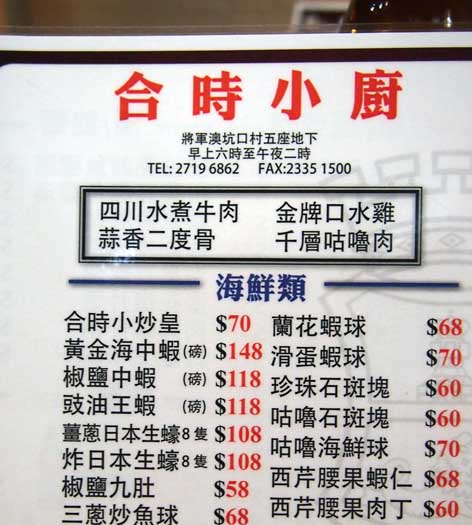 合時小廚
將軍澳坑口村五座地下
早上六時至午夜二時
TEL: 2719 6862 FAX:2335 1500
四川水煮牛肉 金牌口水雞
蒜香二度骨 千層咕嚕肉
海鮮類
合時小炒皇 $70 蘭花蝦球 $68
黃金海中蝦(磅) $148 滑蛋蝦球 $70
椒鹽中蝦 (磅) $118 珍珠石斑塊 $60
豉油王蝦 (磅) $118 咕嚕石斑塊 $60
薑蔥日本生蠔8隻 $108 咕嚕海鮮球 $70
炸日本生蠔8隻 $108 西芹腰果蝦仁 $68
椒鹽九肚 $58 西芹腰果肉丁 $60
三蔥炒魚球 $68